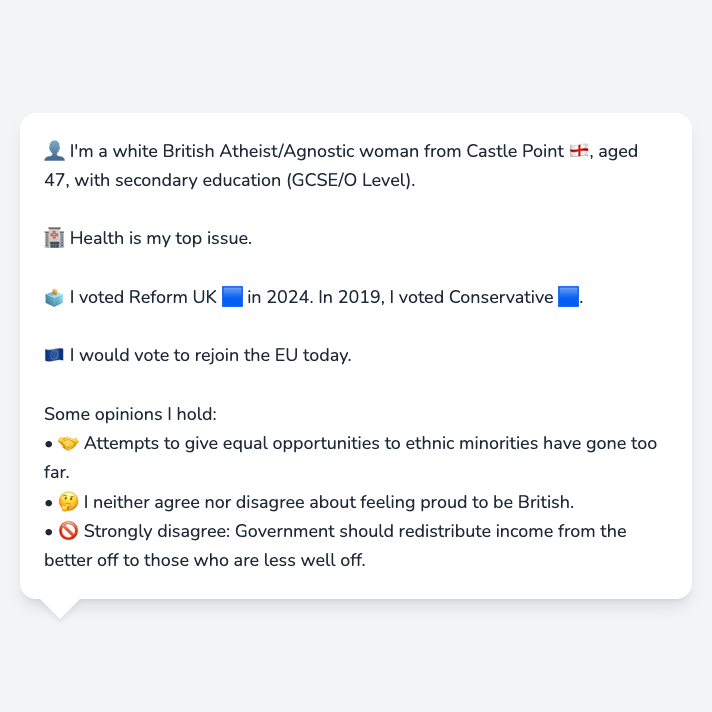 👤 I'm a white British Atheist/Agnostic woman from Castle Point 🏴󠁧󠁢󠁥󠁮󠁧󠁿, aged
47, with secondary education (GCSE/O Level).
🏥 Health is my top issue.
🗳️ I voted Reform UK 🟦 in 2024. In 2019, I voted Conservative 🟦.
🇪🇺 I would vote to rejoin the EU today.
Some opinions I hold:
• 🤝 Attempts to give equal opportunities to ethnic minorities have gone too
far.
• 🤔 I neither agree nor disagree about feeling proud to be British.
• 🚫 Strongly disagree: Government should redistribute income from the
better off to those who are less well off.